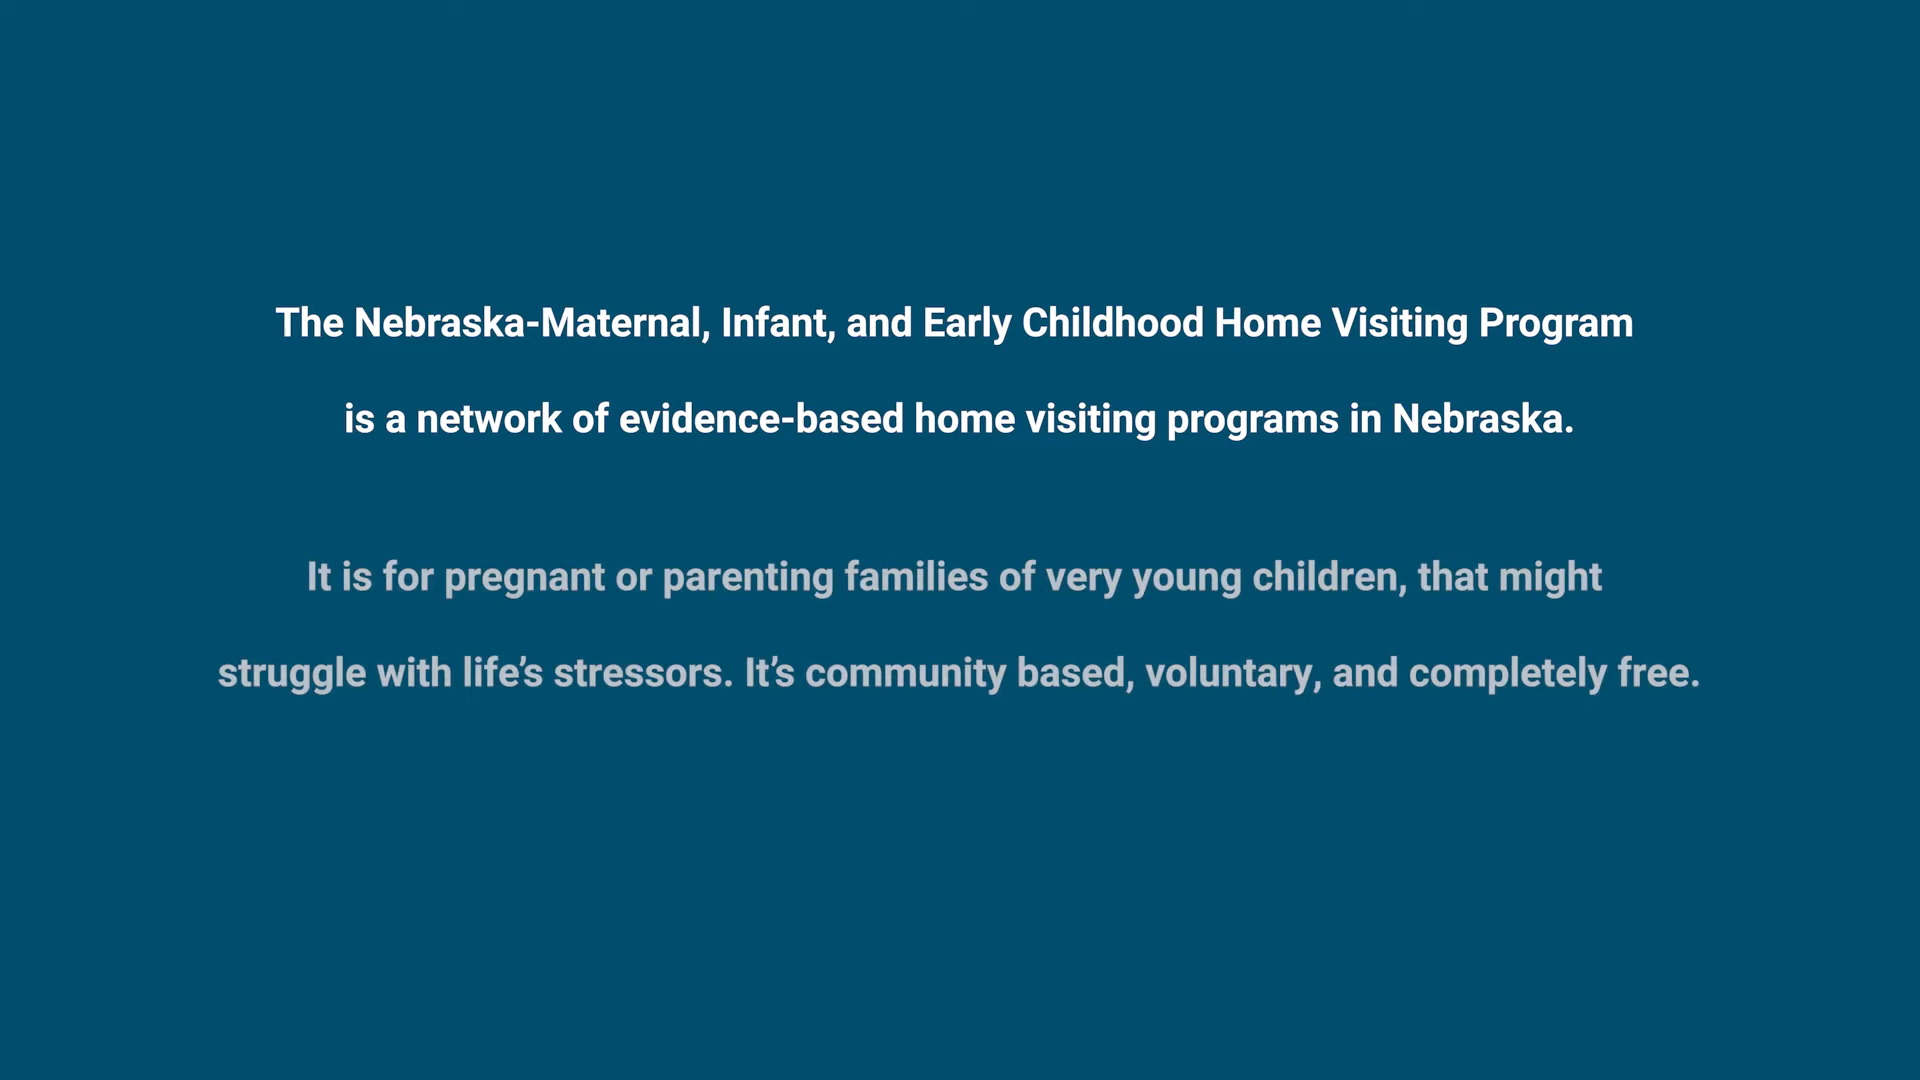 The Nebraska-Maternal, Infant, and Early Childhood Home Visiting Program
is a network of evidence-based home visiting programs in Nebraska.
It is for pregnant or parenting families of very young children, that might
struggle with life’s stressors. It’s community based, voluntary, and completely free.